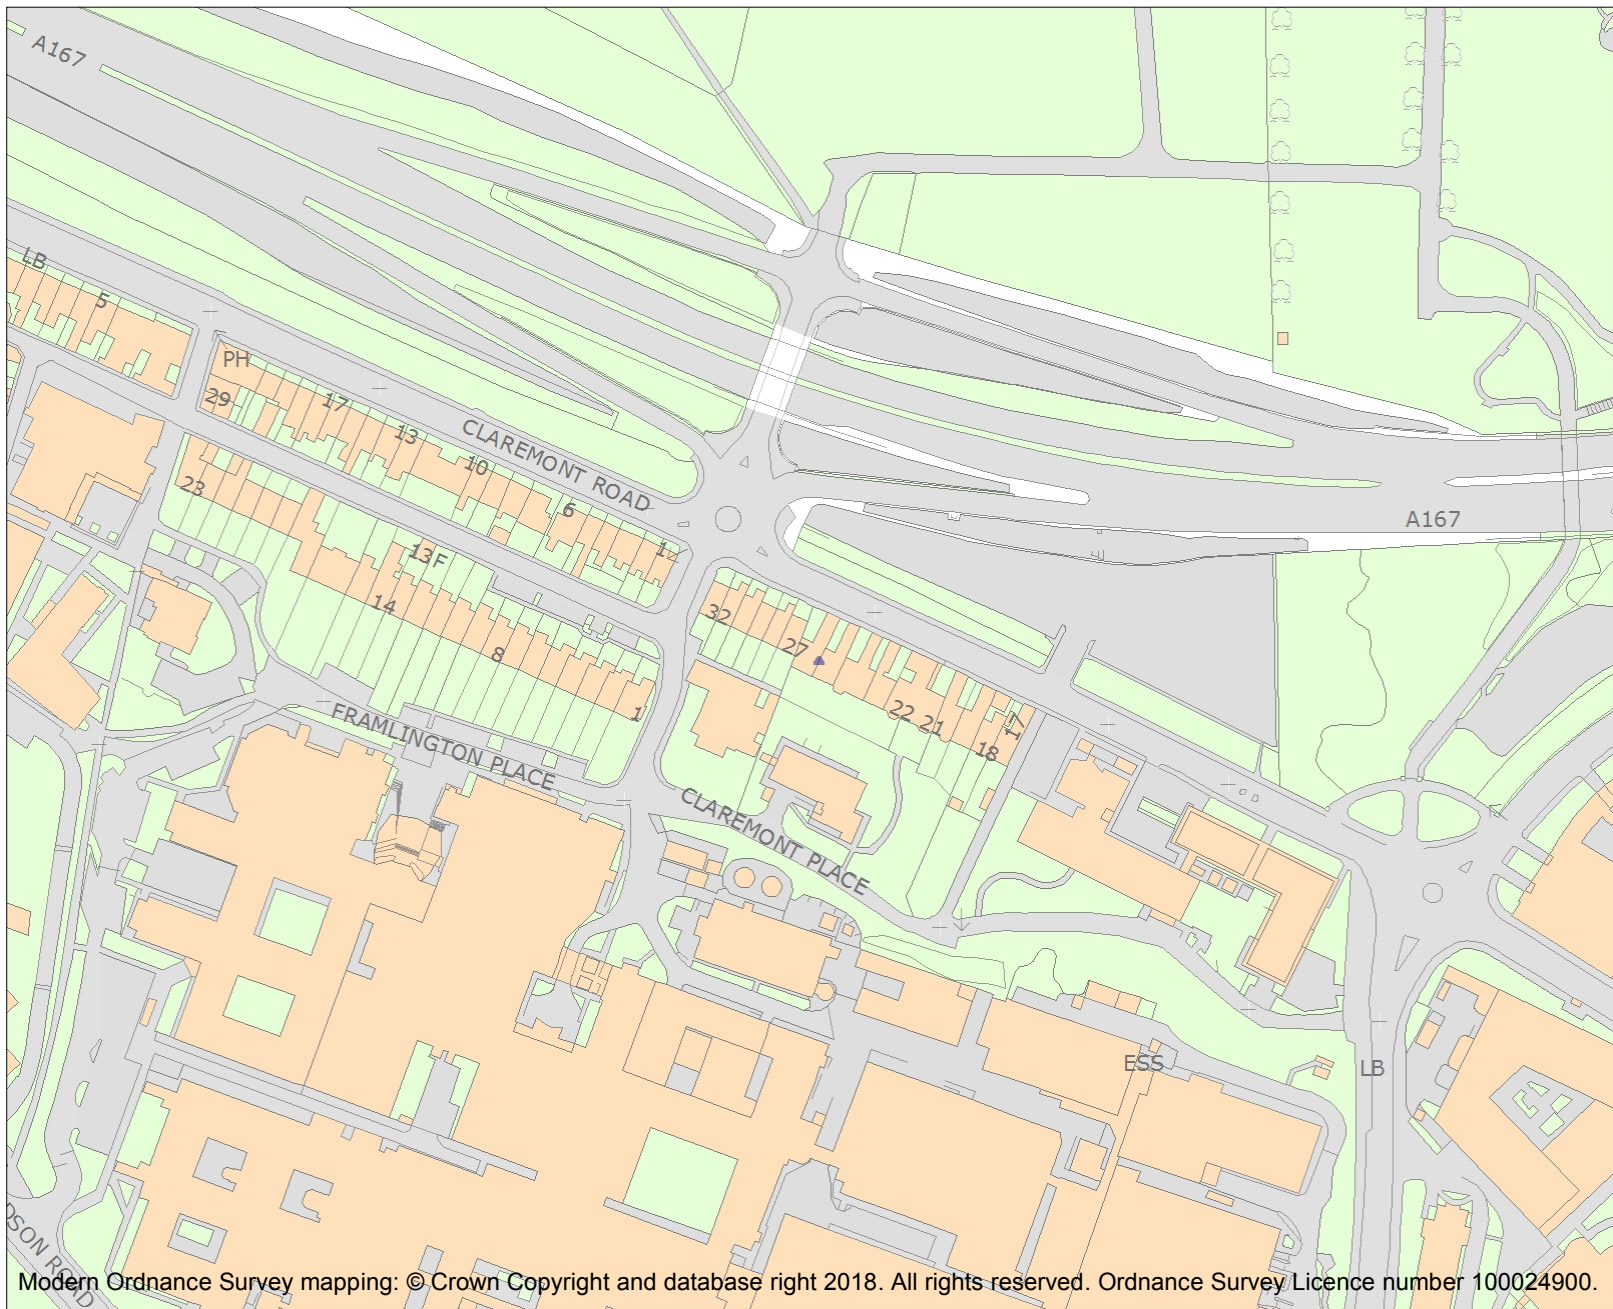 A167
LB
5
PH
29
17
13
CLAREMONT ROAD
10
6
23
13F
14
8
1
A167
32
27
22
21
18
17
FRAMLINGTON PLACE
CLAREMONT PLACE
ESS
LB
DSON ROAD
Modern Ordnance Survey mapping: © Crown Copyright and database right 2018. All rights reserved. Ordnance Survey Licence number 100024900.